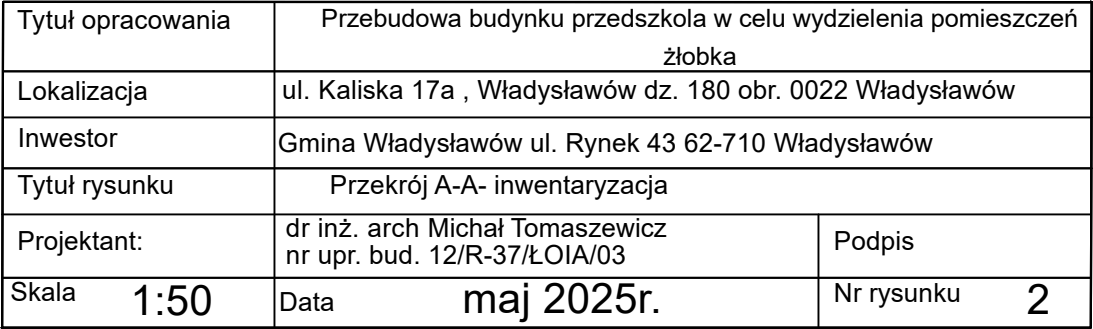 Tytuł opracowania
Przebudowa budynku przedszkola w celu wydzielenia pomieszczeń
żłobka
Lokalizacja
ul. Kaliska 17a , Władysławów dz. 180 obr. 0022 Władysławów
Inwestor
Gmina Władysławów ul. Rynek 43 62-710 Władysławów
Tytuł rysunku
Przekrój A-A- inwentaryzacja
Projektant:
dr inż. arch Michał Tomaszewicz
nr upr. bud. 12/R-37/ŁOIA/03
Podpis
Skala 1:50
Data maj 2025r.
Nr rysunku 2